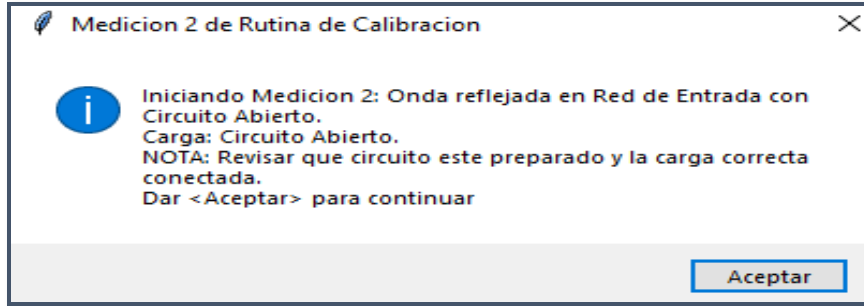 Medicion 2 de Rutina de Calibracion
Iniciando Medicion 2: Onda reflejada en Red de Entrada con
Circuito Abierto.
Carga: Circuito Abierto.
NOTA: Revisar que circuito este preparado y la carga correcta
conectada.
Dar <Aceptar> para continuar
Aceptar